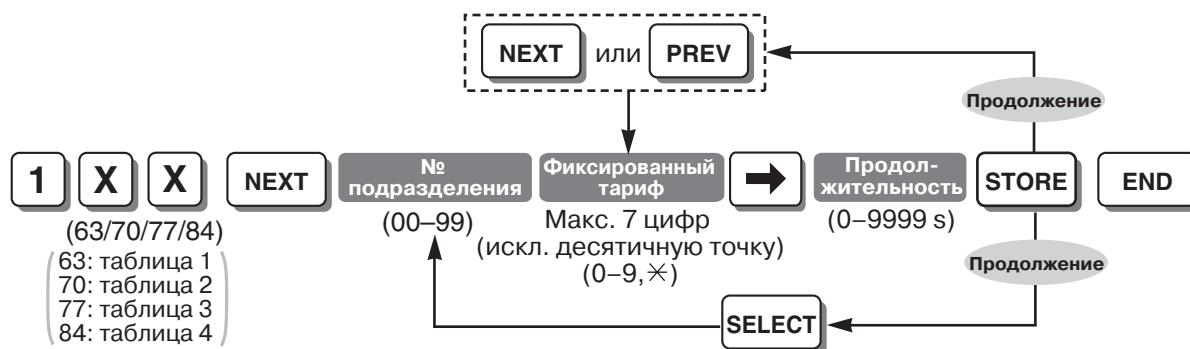 NEXT или PREV
Продолжение
1 X X NEXT № подразделения Фиксированный тариф ➡ Продол-жительность STORE END
(63/70/77/84)
(00–99)
Макс. 7 цифр
(искл. десятичную точку)
(0–9,✳)
(0–9999 s)
63: таблица 1
70: таблица 2
77: таблица 3
84: таблица 4
Продолжение
SELECT